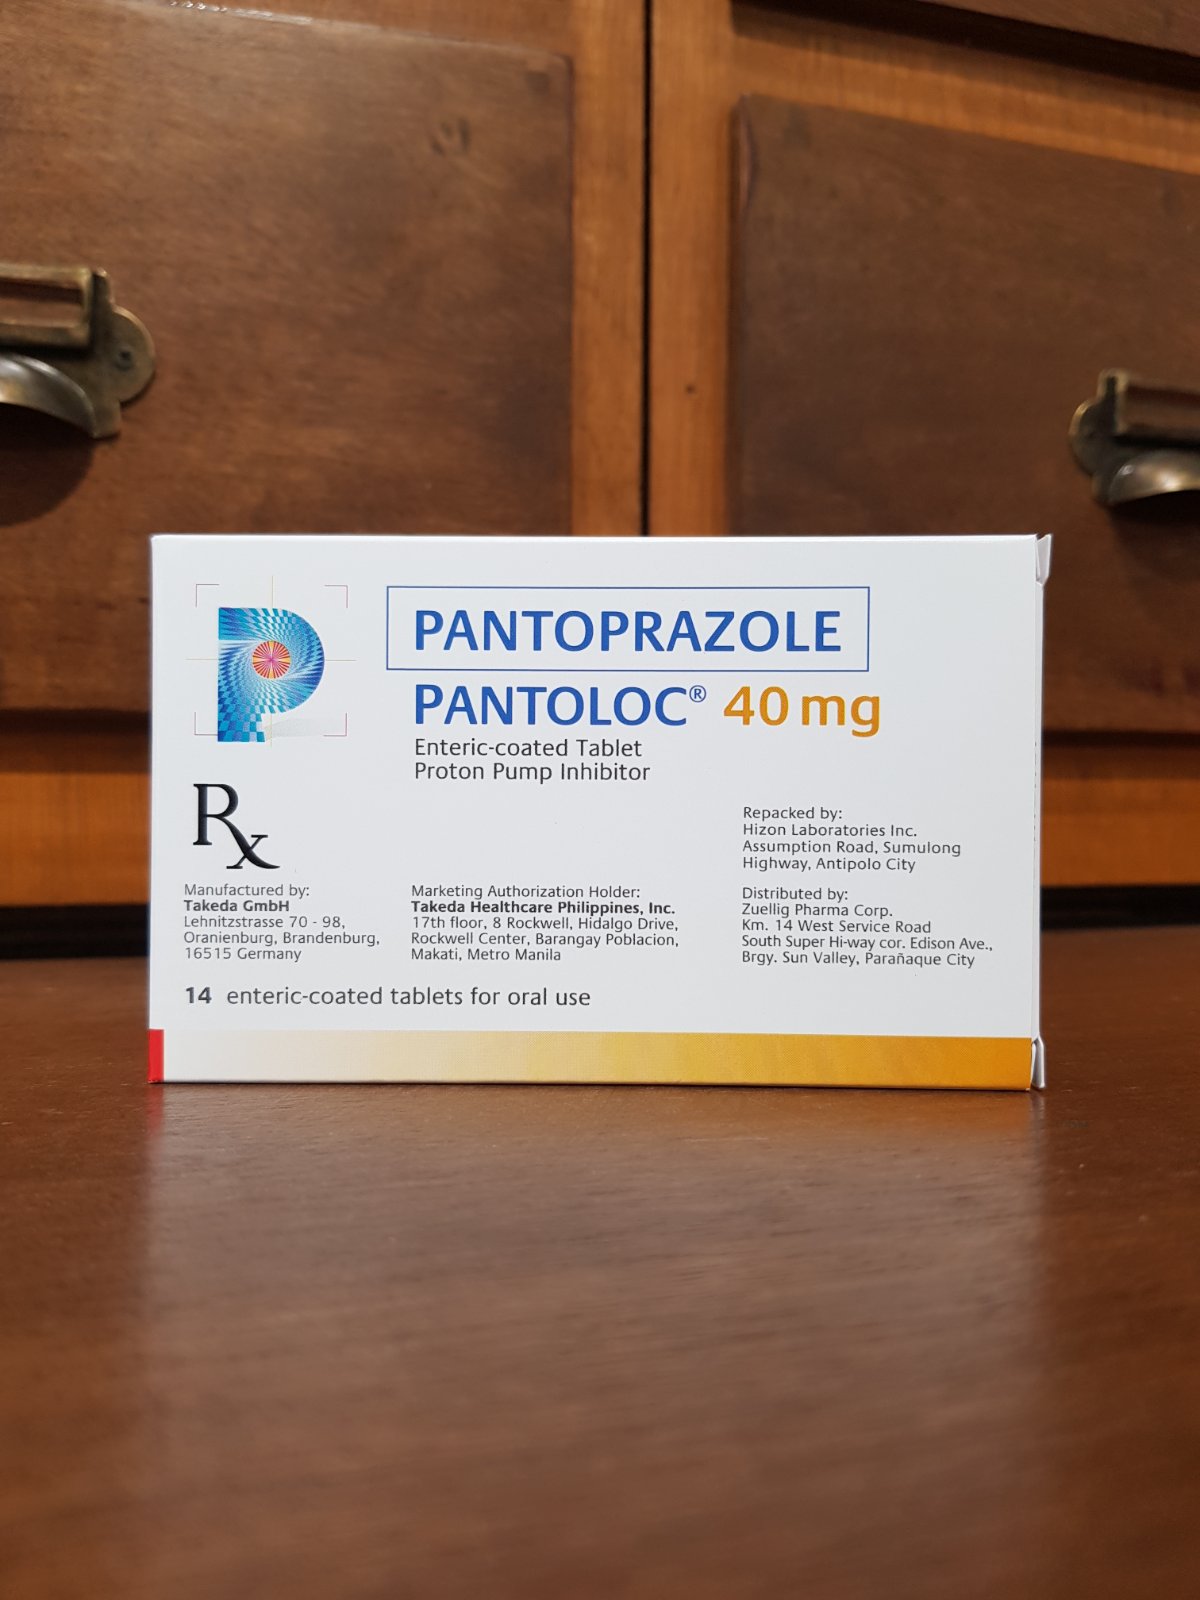 PANTOPRAZOLE
PANTOLOC® 40 mg
Enteric-coated Tablet
Proton Pump Inhibitor
Rx
Repacked by:
Hizon Laboratories Inc.
Assumption Road, Sumulong
Highway, Antipolo City
Manufactured by:
Takeda GmbH
Lehnitzstrasse 70 - 98,
Oranienburg, Brandenburg,
16515 Germany
Marketing Authorization Holder:
Takeda Healthcare Philippines, Inc.
17th floor, 8 Rockwell, Hidalgo Drive,
Rockwell Center, Barangay Poblacion,
Makati, Metro Manila
Distributed by:
Zuellig Pharma Corp.
Km. 14 West Service Road
South Super Hi-way cor. Edison Ave.,
Brgy. Sun Valley, Parañaque City
14 enteric-coated tablets for oral use